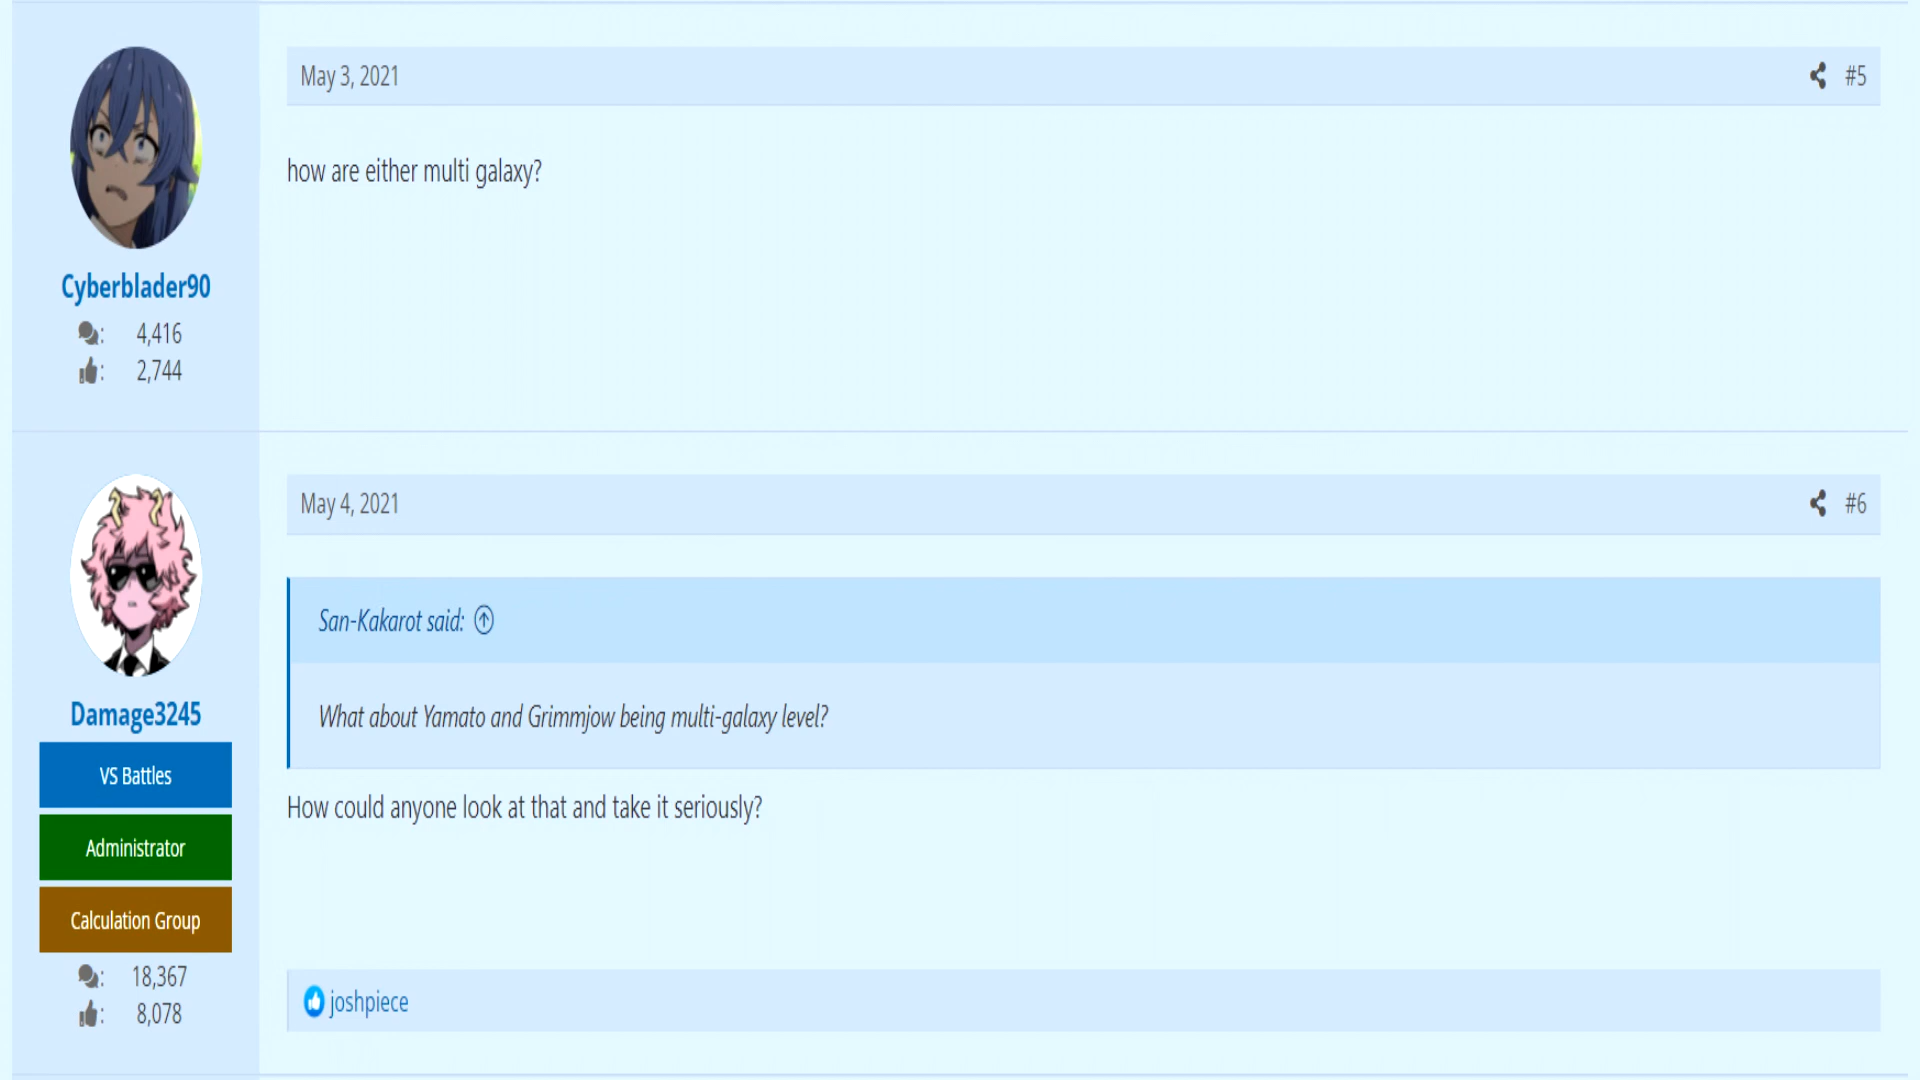 May 3, 2021
#5
how are either multi galaxy?
Cyberblader90
: 4,416
: 2,744
May 4, 2021
#6
San-Kakarot said:
What about Yamato and Grimmjow being multi-galaxy level?
How could anyone look at that and take it seriously?
Damage3245
VS Battles
Administrator
Calculation Group
: 18,367
: 8,078
joshpiece